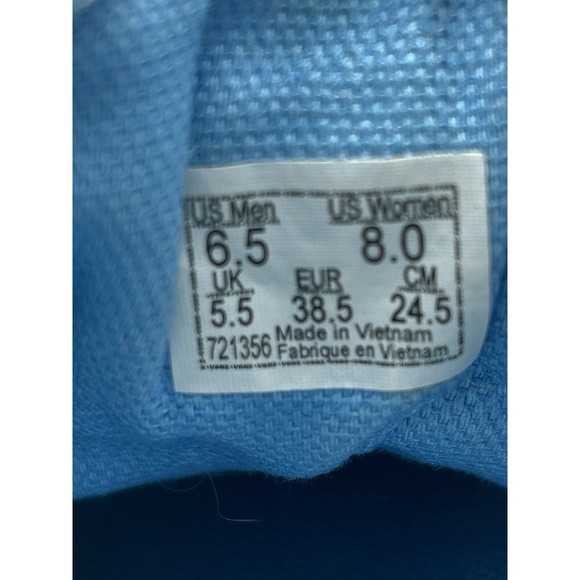 US Men US Women
6.5 8.0
UK EUR CM
5.5 38.5 24.5
721356 Made in Vietnam
Fabrique en Vietnam